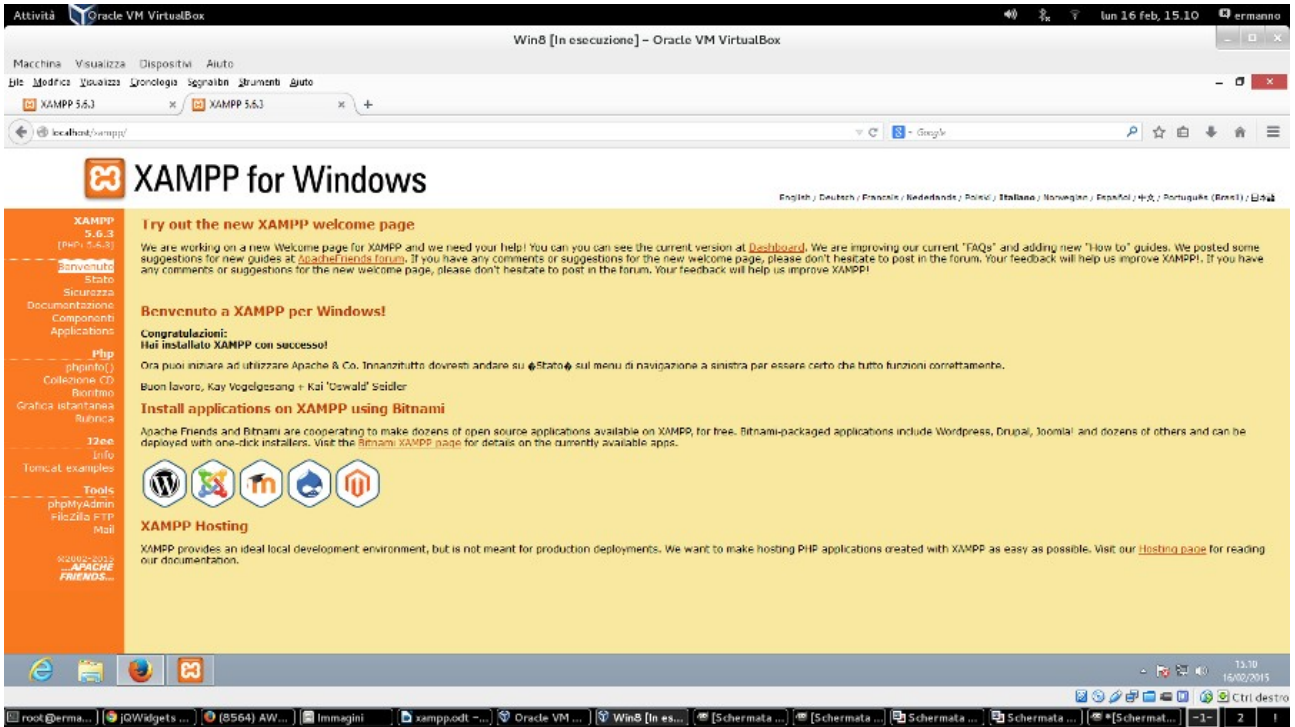 Attività Oracle VM VirtualBox lun 16 feb, 15.10 ermanno
Win8 [In esecuzione] – Oracle VM VirtualBox
Macchina Visualizza Dispositivi Aiuto
File Modifica Visualizza Cronologia Segnalibri Strumenti Aiuto
XAMPP 5.6.3 XAMPP 5.6.3
localhost/xampp/ Google
XAMPP for Windows
English / Deutsch / Francais / Nederlands / Polski / Italiano / Norwegian / Español / 中文 / Português (Brasil) / 日本語
XAMPP
5.6.3
[PHP: 5.6.3]
Benvenuto
Stato
Sicurezza
Documentazione
Componenti
Applications
Php
phpinfo()
Collezione CD
Bioritmo
Grafica istantanea
Rubrica
J2ee
Info
Tomcat examples
Tools
phpMyAdmin
FileZilla FTP
Mail
©2002-2015
...APACHE
FRIENDS...
Try out the new XAMPP welcome page
We are working on a new Welcome page for XAMPP and we need your help! You can you can see the current version at Dashboard. We are improving our current "FAQs" and adding new "How to" guides. We posted some
suggestions for new guides at ApacheFriends forum. If you have any comments or suggestions for the new welcome page, please don't hesitate to post in the forum. Your feedback will help us improve XAMPP!. If you have
any comments or suggestions for the new welcome page, please don't hesitate to post in the forum. Your feedback will help us improve XAMPP!
Benvenuto a XAMPP per Windows!
Congratulazioni:
Hai installato XAMPP con successo!
Ora puoi iniziare ad utilizzare Apache & Co. Innanzitutto dovresti andare su �Stato� sul menu di navigazione a sinistra per essere certo che tutto funzioni correttamente.
Buon lavoro, Kay Vogelgesang + Kai 'Oswald' Seidler
Install applications on XAMPP using Bitnami
Apache Friends and Bitnami are cooperating to make dozens of open source applications available on XAMPP, for free. Bitnami-packaged applications include Wordpress, Drupal, Joomla! and dozens of others and can be
deployed with one-click installers. Visit the Bitnami XAMPP page for details on the currently available apps.
XAMPP Hosting
XAMPP provides an ideal local development environment, but is not meant for production deployments. We want to make hosting PHP applications created with XAMPP as easy as possible. Visit our Hosting page for reading
our documentation.
15.10
16/02/2015
Ctrl destro
root@erma... jQWidgets ... (8564) AW... Immagini xampp.odt –... Oracle VM ... Win8 [In es... [Schermata ... [Schermata ... Schermata ... Schermata ... *[Schermat... -1- 2 !